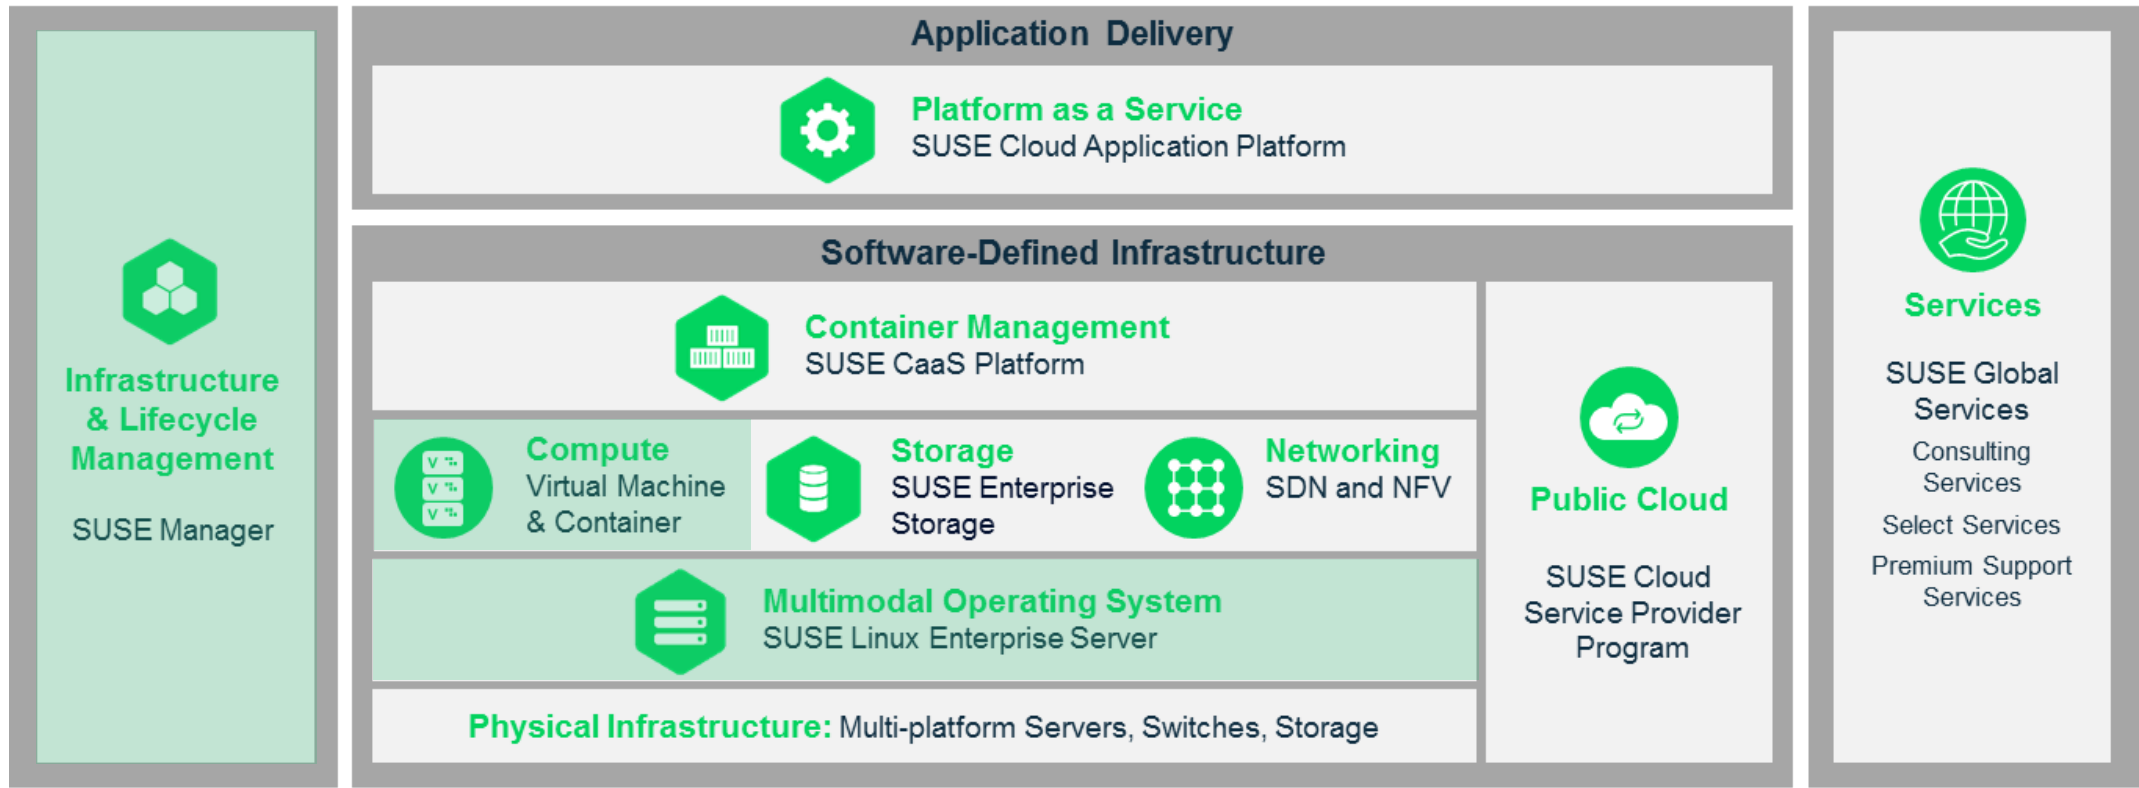 Infrastructure
& Lifecycle
Management
SUSE Manager
Application Delivery
Platform as a Service
SUSE Cloud Application Platform
Software-Defined Infrastructure
Container Management
SUSE CaaS Platform
Compute
Virtual Machine
& Container
Storage
SUSE Enterprise
Storage
Networking
SDN and NFV
Multimodal Operating System
SUSE Linux Enterprise Server
Physical Infrastructure: Multi-platform Servers, Switches, Storage
Public Cloud
SUSE Cloud
Service Provider
Program
Services
SUSE Global
Services
Consulting
Services
Select Services
Premium Support
Services